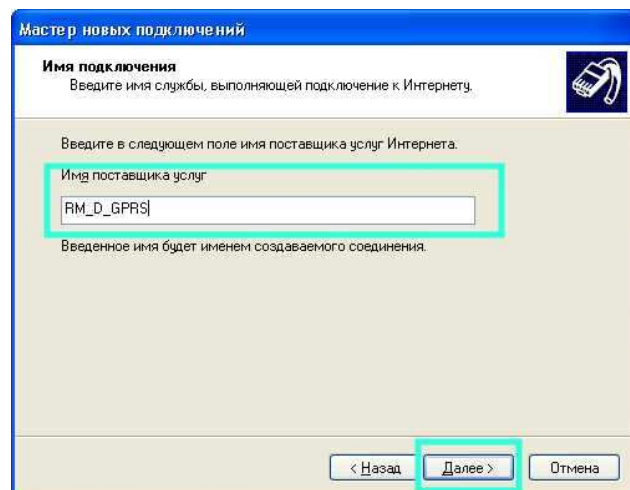 Мастер новых подключений
Имя подключения
Введите имя службы, выполняющей подключение к Интернету.
Введите в следующем поле имя поставщика услуг Интернета.
Имя поставщика услуг
RM_D_GPRS
Введенное имя будет именем создаваемого соединения.
< Назад Далее > Отмена